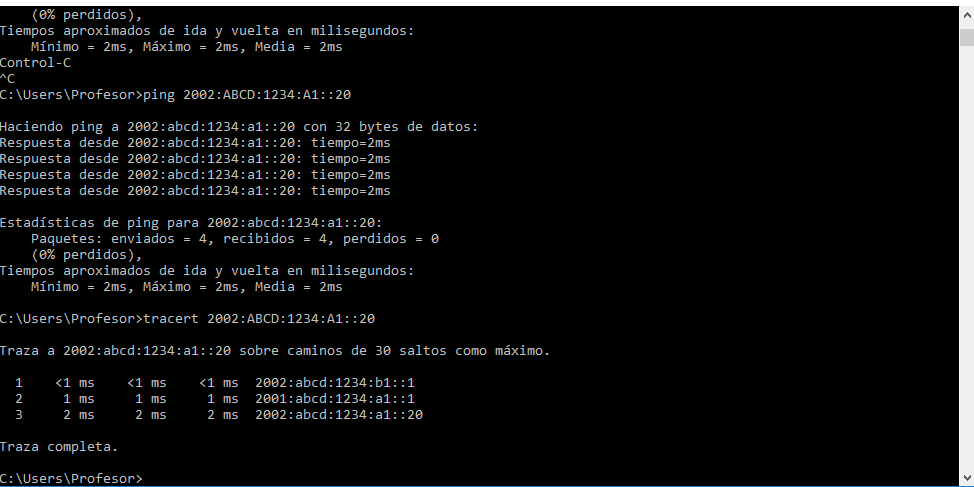 (0% perdidos),
Tiempos aproximados de ida y vuelta en milisegundos:
Mínimo = 2ms, Máximo = 2ms, Media = 2ms
Control-C
^C
C:\Users\Profesor>ping 2002:ABCD:1234:A1::20
Haciendo ping a 2002:abcd:1234:a1::20 con 32 bytes de datos:
Respuesta desde 2002:abcd:1234:a1::20: tiempo=2ms
Respuesta desde 2002:abcd:1234:a1::20: tiempo=2ms
Respuesta desde 2002:abcd:1234:a1::20: tiempo=2ms
Respuesta desde 2002:abcd:1234:a1::20: tiempo=2ms
Estadísticas de ping para 2002:abcd:1234:a1::20:
Paquetes: enviados = 4, recibidos = 4, perdidos = 0
(0% perdidos),
Tiempos aproximados de ida y vuelta en milisegundos:
Mínimo = 2ms, Máximo = 2ms, Media = 2ms
C:\Users\Profesor>tracert 2002:ABCD:1234:A1::20
Traza a 2002:abcd:1234:a1::20 sobre caminos de 30 saltos como máximo.
1 <1 ms <1 ms <1 ms 2002:abcd:1234:b1::1
2 1 ms 1 ms 1 ms 2001:abcd:1234:a1::1
3 2 ms 2 ms 2 ms 2002:abcd:1234:a1::20
Traza completa.
C:\Users\Profesor>